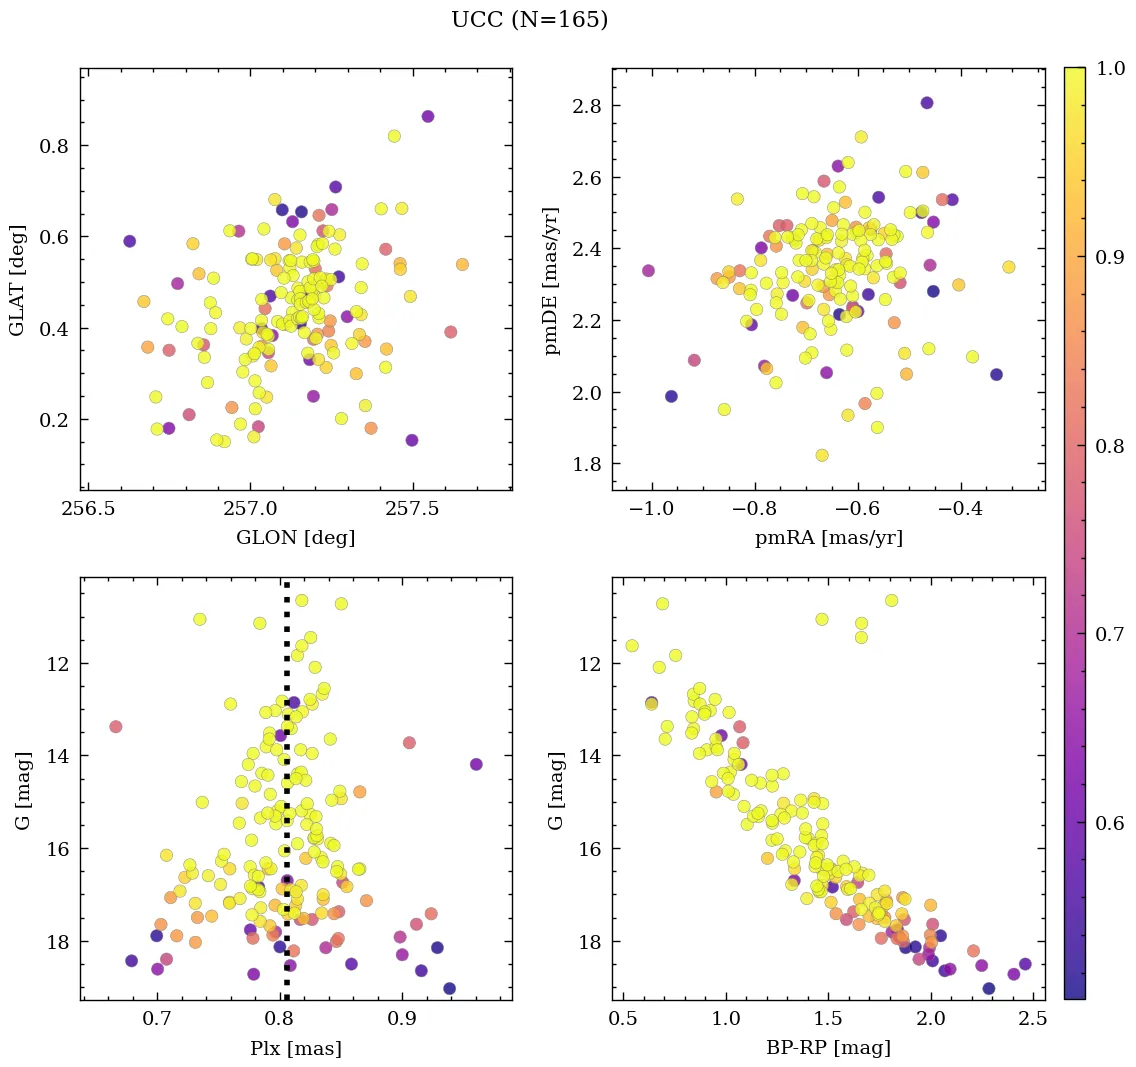 UCC (N=165)
0.8
0.6
0.4
0.2
GLAT [deg]
256.5 257.0 257.5
GLON [deg]
2.8
2.6
2.4
2.2
2.0
1.8
pmDE [mas/yr]
−1.0 −0.8 −0.6 −0.4
pmRA [mas/yr]
1.0
0.9
0.8
0.7
0.6
12
14
16
18
G [mag]
0.7 0.8 0.9
Plx [mas]
12
14
16
18
G [mag]
0.5 1.0 1.5 2.0 2.5
BP-RP [mag]